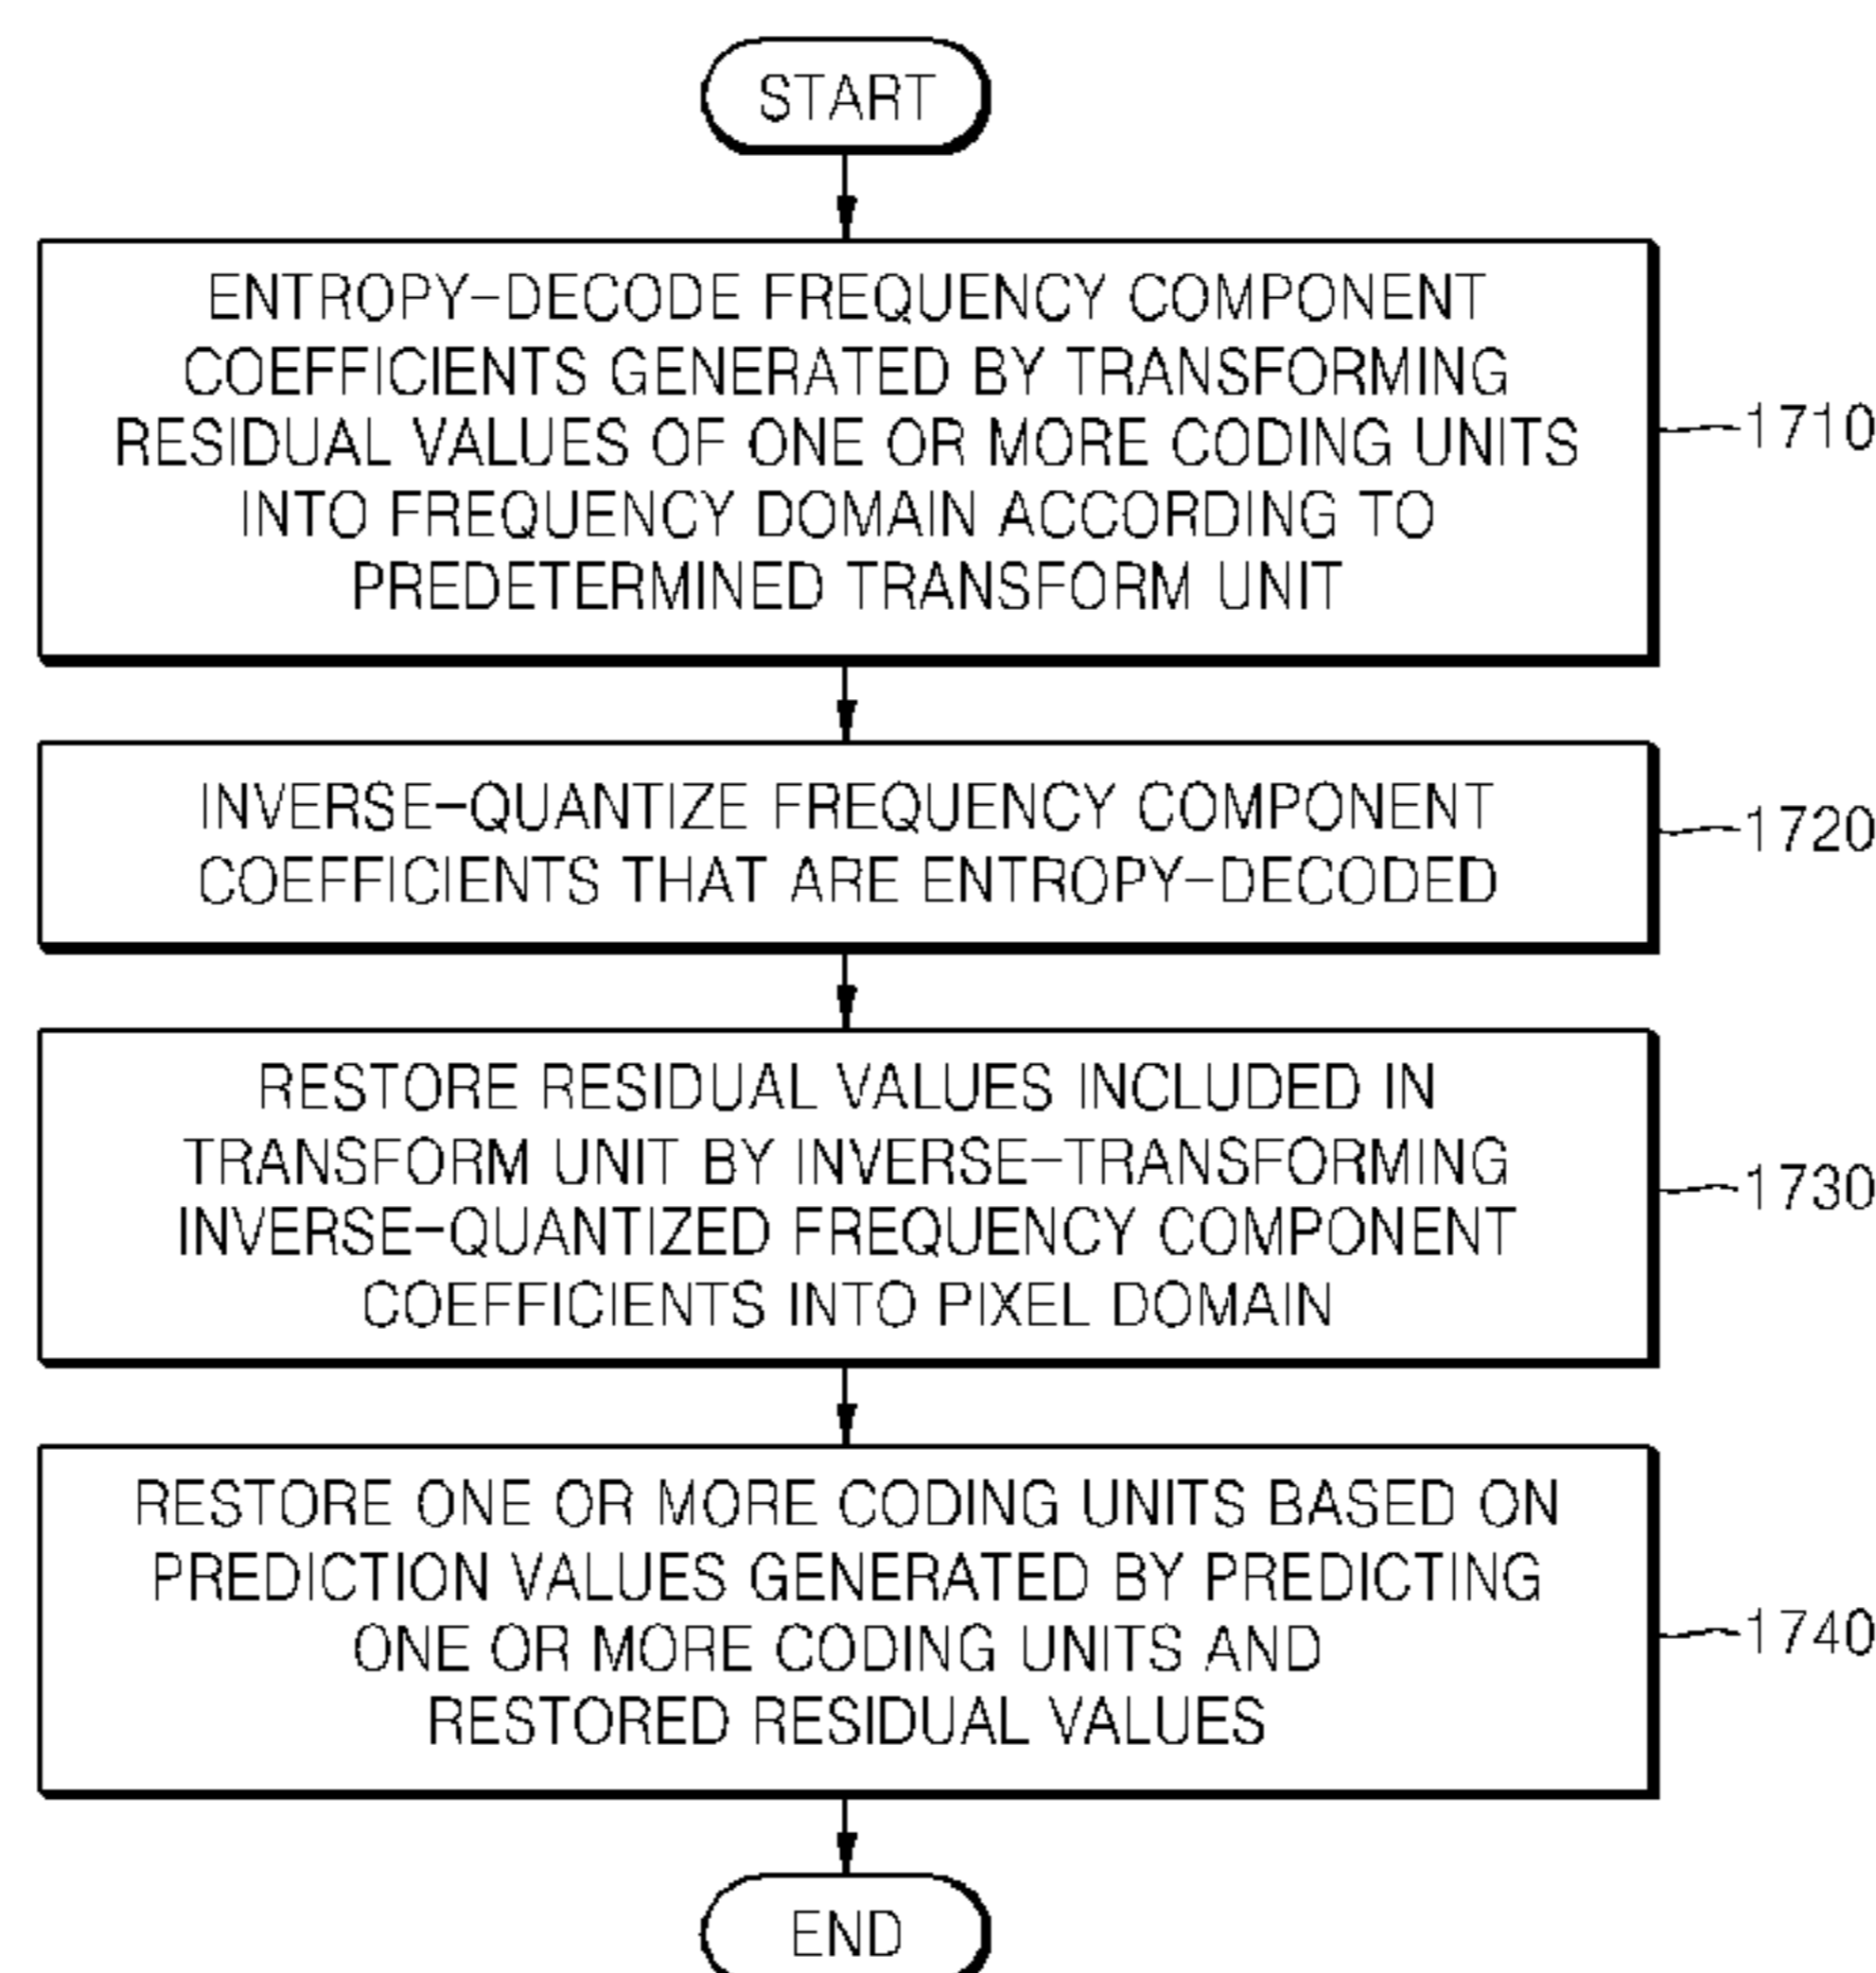 START
ENTROPY-DECODE FREQUENCY COMPONENT
COEFFICIENTS GENERATED BY TRANSFORMING
RESIDUAL VALUES OF ONE OR MORE CODING UNITS
INTO FREQUENCY DOMAIN ACCORDING TO
PREDETERMINED TRANSFORM UNIT
1710
INVERSE-QUANTIZE FREQUENCY COMPONENT
COEFFICIENTS THAT ARE ENTROPY-DECODED
1720
RESTORE RESIDUAL VALUES INCLUDED IN
TRANSFORM UNIT BY INVERSE-TRANSFORMING
INVERSE-QUANTIZED FREQUENCY COMPONENT
COEFFICIENTS INTO PIXEL DOMAIN
1730
RESTORE ONE OR MORE CODING UNITS BASED ON
PREDICTION VALUES GENERATED BY PREDICTING
ONE OR MORE CODING UNITS AND
RESTORED RESIDUAL VALUES
1740
END